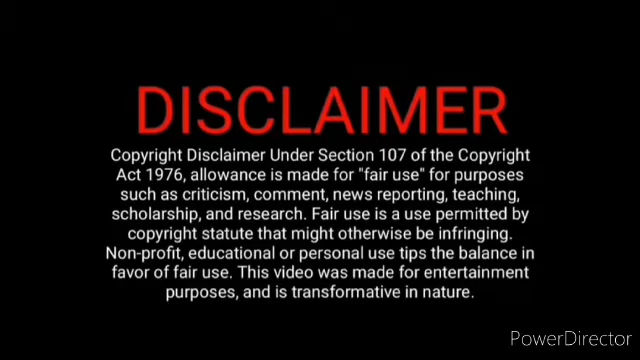 DISCLAIMER
Copyright Disclaimer Under Section 107 of the Copyright
Act 1976, allowance is made for "fair use" for purposes
such as criticism, comment, news reporting, teaching,
scholarship, and research. Fair use is a use permitted by
copyright statute that might otherwise be infringing.
Non-profit, educational or personal use tips the balance in
favor of fair use. This video was made for entertainment
purposes, and is transformative in nature.
PowerDirector